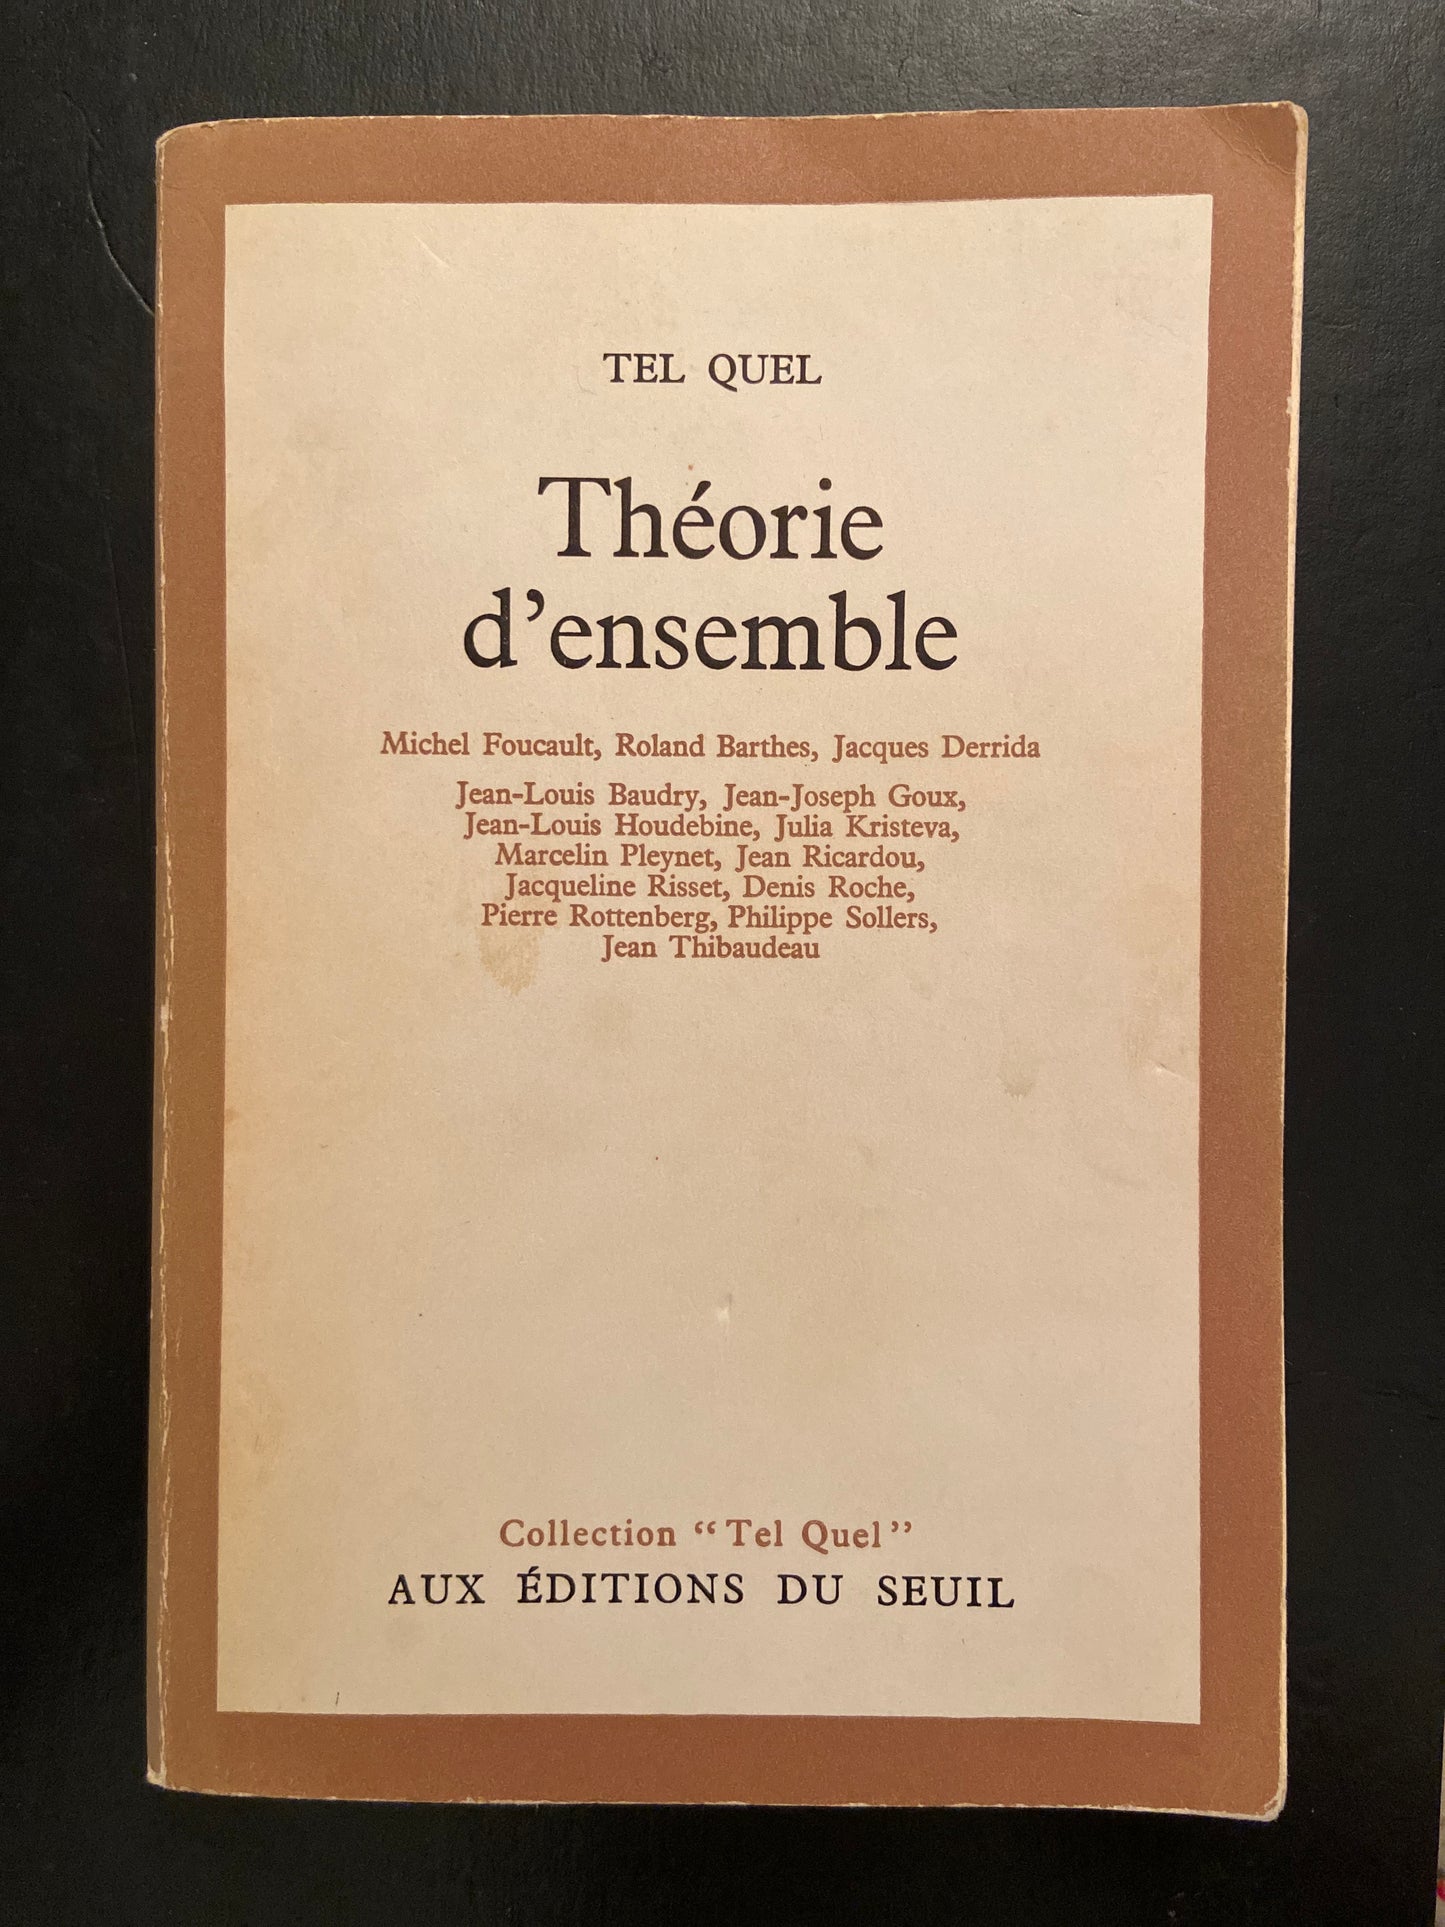 TEL QUEL
Théorie
d’ensemble
Michel Foucault, Roland Barthes, Jacques Derrida
Jean-Louis Baudry, Jean-Joseph Goux,
Jean-Louis Houdebine, Julia Kristeva,
Marcelin Pleynet, Jean Ricardou,
Jacqueline Risset, Denis Roche,
Pierre Rottenberg, Philippe Sollers,
Jean Thibaudeau
Collection “Tel Quel”
AUX ÉDITIONS DU SEUIL